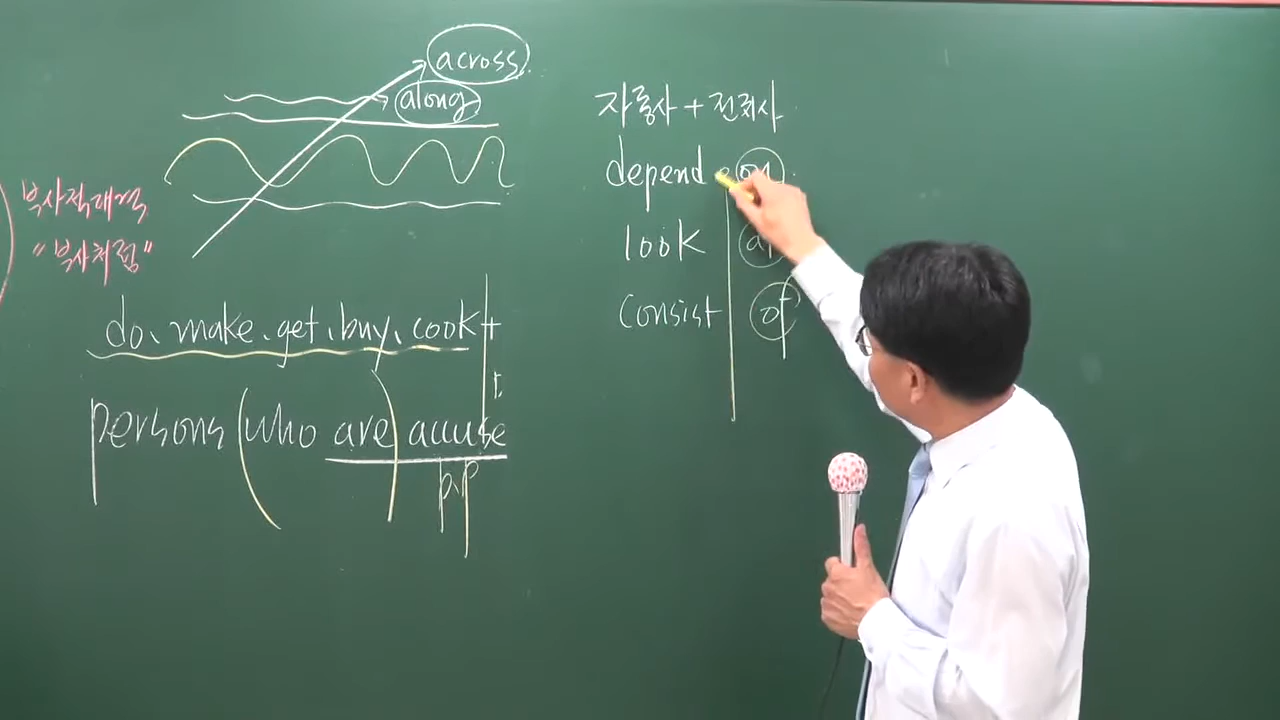 across
along
부사적대격
"부사처럼"
do, make, get, buy, cook +
t.
persons (who are) accuse
p.p
자동사 + 전치사
depend on
look at
consist of